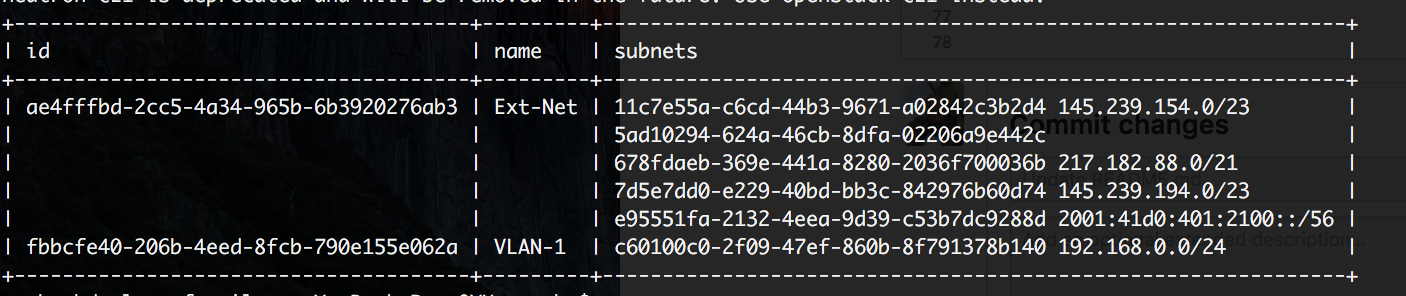 neutron CLI is deprecated and will be removed in the future. Use openstack CLI instead.
+--------------------------------------+---------+----------------------------------------------------------+
| id                                   | name    | subnets                                                  |
+--------------------------------------+---------+----------------------------------------------------------+
| ae4fffbd-2cc5-4a34-965b-6b3920276ab3 | Ext-Net | 11c7e55a-c6cd-44b3-9671-a02842c3b2d4 145.239.154.0/23    |
|                                      |         | 5ad10294-624a-46cb-8dfa-02206a9e442c                     |
|                                      |         | 678fdaeb-369e-441a-8280-2036f700036b 217.182.88.0/21     |
|                                      |         | 7d5e7dd0-e229-40bd-bb3c-842976b60d74 145.239.194.0/23    |
|                                      |         | e95551fa-2132-4eea-9d39-c53b7dc9288d 2001:41d0:401:2100::/56 |
| fbbcfe40-206b-4eed-8fcb-790e155e062a | VLAN-1  | c60100c0-2f09-47ef-860b-8f791378b140 192.168.0.0/24      |
+--------------------------------------+---------+----------------------------------------------------------+
77
78
Commit changes